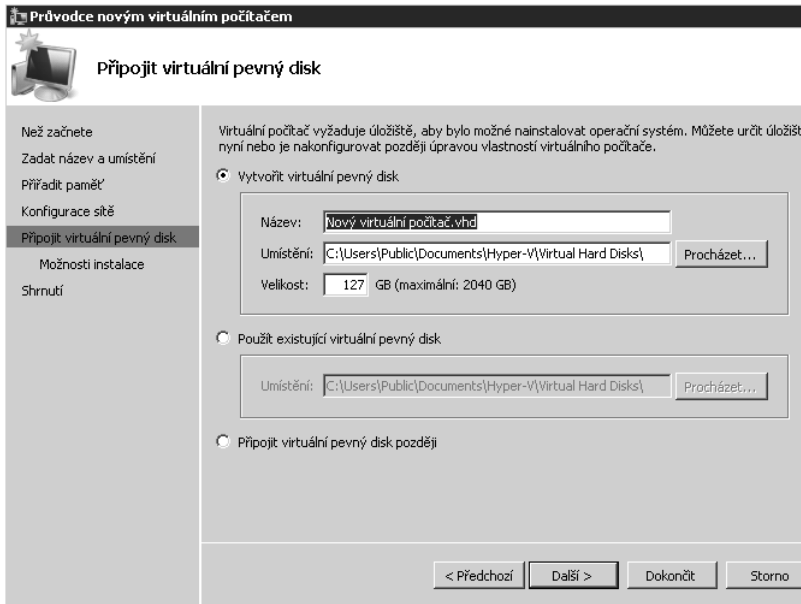 Průvodce novým virtuálním počítačem
Připojit virtuální pevný disk
Než začnete
Zadat název a umístění
Přiřadit paměť
Konfigurace sítě
Připojit virtuální pevný disk
Možnosti instalace
Shrnutí
Virtuální počítač vyžaduje úložiště, aby bylo možné nainstalovat operační systém. Můžete určit úložišt
nyní nebo je nakonfigurovat později úpravou vlastností virtuálního počítače.
Vytvořit virtuální pevný disk
Název: Nový virtuální počítač.vhd
Umístění: C:\Users\Public\Documents\Hyper-V\Virtual Hard Disks\ Procházet...
Velikost: 127 GB (maximální: 2040 GB)
Použít existující virtuální pevný disk
Umístění: C:\Users\Public\Documents\Hyper-V\Virtual Hard Disks\ Procházet...
Připojit virtuální pevný disk později
< Předchozí Další > Dokončit Storno